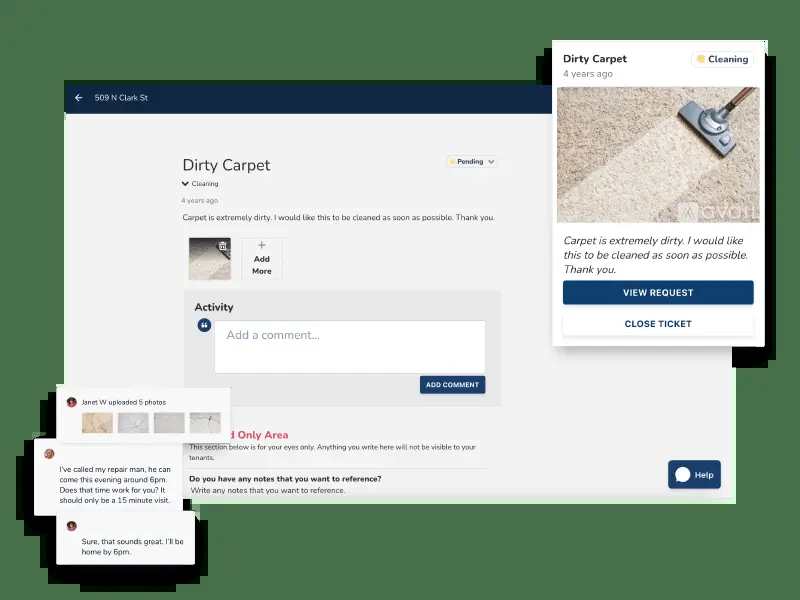 509 N Clark St
Dirty Carpet
Pending
Cleaning
4 years ago
Carpet is extremely dirty. I would like this to be cleaned as soon as possible. Thank you.
Add
More
Activity
Add a comment...
ADD COMMENT
Only Area
This section below is for your eyes only. Anything you write here will not be visible to your
tenants.
Do you have any notes that you want to reference?
Write any notes that you want to reference.
Help
Dirty Carpet
Cleaning
4 years ago
Carpet is extremely dirty. I would like
this to be cleaned as soon as possible.
Thank you.
VIEW REQUEST
CLOSE TICKET
Janet W uploaded 5 photos
I've called my repair man, he can
come this evening around 6pm.
Does that time work for you? It
should only be a 15 minute visit.
Sure, that sounds great. I'll be
home by 6pm.